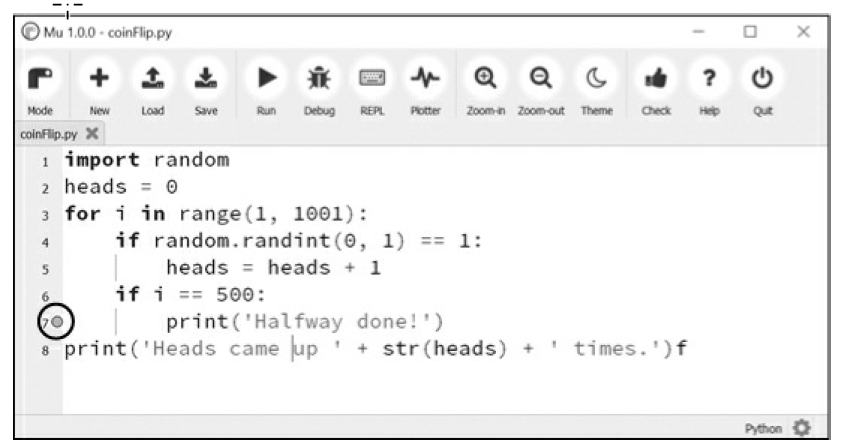 Mu 1.0.0 - coinFlip.py
Mode New Load Save Run Debug REPL Plotter Zoom-in Zoom-out Theme Check Help Quit
coinFlip.py
1 import random
2 heads = 0
3 for i in range(1, 1001):
4     if random.randint(0, 1) == 1:
5         heads = heads + 1
6     if i == 500:
7         print('Halfway done!')
8 print('Heads came up ' + str(heads) + ' times.')f
Python